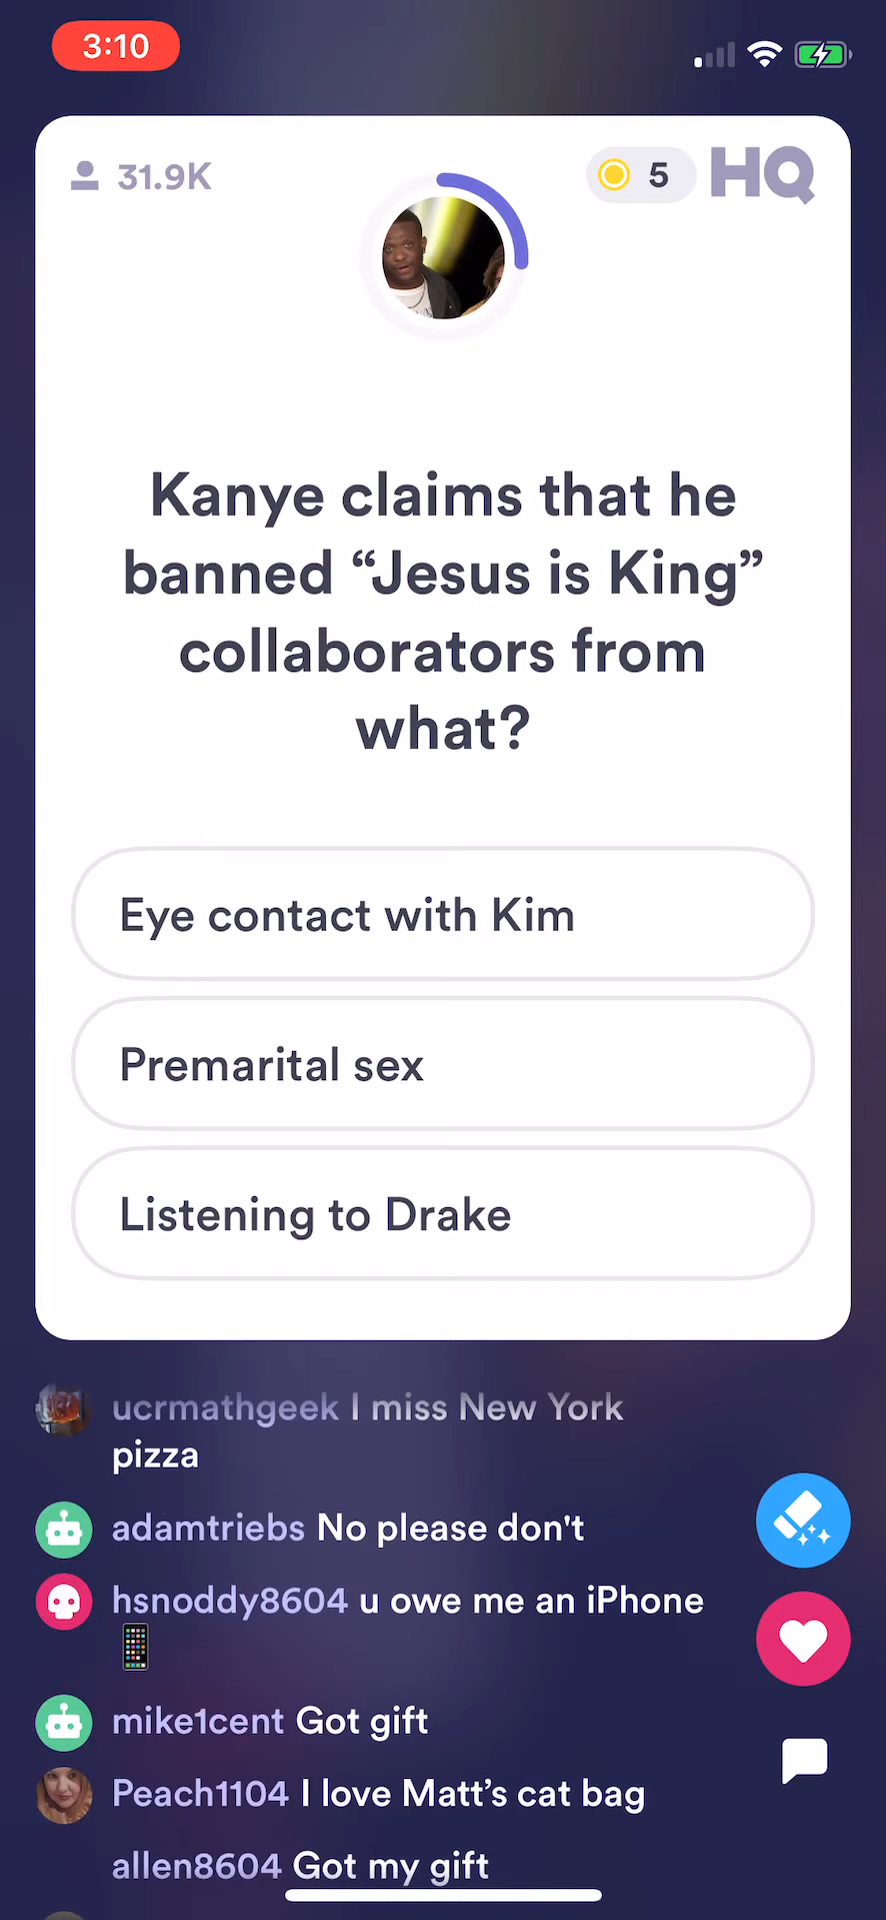 3:10
31.9K
5
HQ
Kanye claims that he
banned “Jesus is King”
collaborators from
what?
Eye contact with Kim
Premarital sex
Listening to Drake
ucrmathgeek I miss New York
pizza
adamtriebs No please don't
hsnoddy8604 u owe me an iPhone
📱
mike1cent Got gift
Peach1104 I love Matt’s cat bag
allen8604 Got my gift